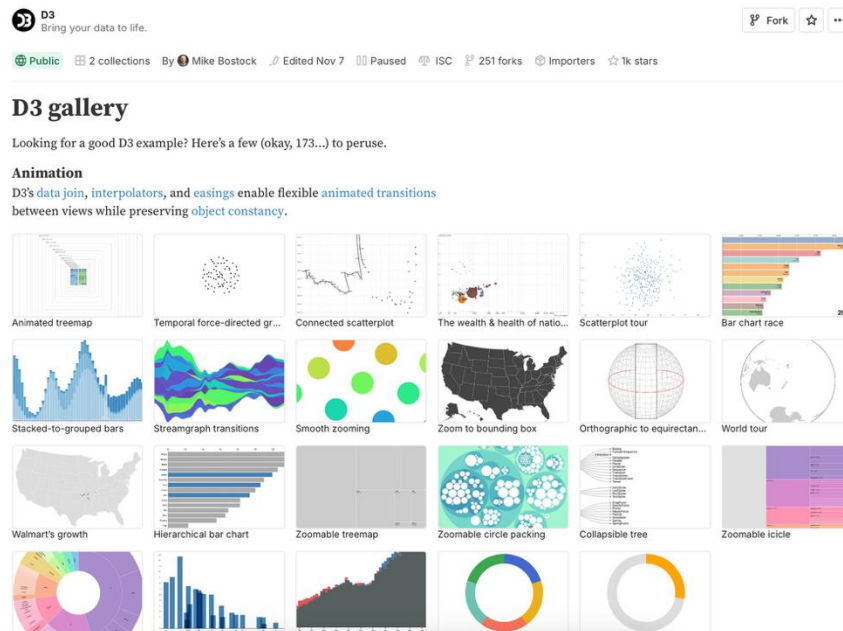 D3
Bring your data to life.
Fork
Public
2 collections
By Mike Bostock
Edited Nov 7
Paused
ISC
251 forks
Importers
1k stars
D3 gallery
Looking for a good D3 example? Here’s a few (okay, 173…) to peruse.
Animation
D3’s data join, interpolators, and easings enable flexible animated transitions
between views while preserving object constancy.
Animated treemap
Temporal force-directed gr...
Connected scatterplot
The wealth & health of natio...
Scatterplot tour
Bar chart race
Stacked-to-grouped bars
Streamgraph transitions
Smooth zooming
Zoom to bounding box
Orthographic to equirectan...
World tour
Walmart’s growth
Hierarchical bar chart
Zoomable treemap
Zoomable circle packing
Collapsible tree
Zoomable icicle